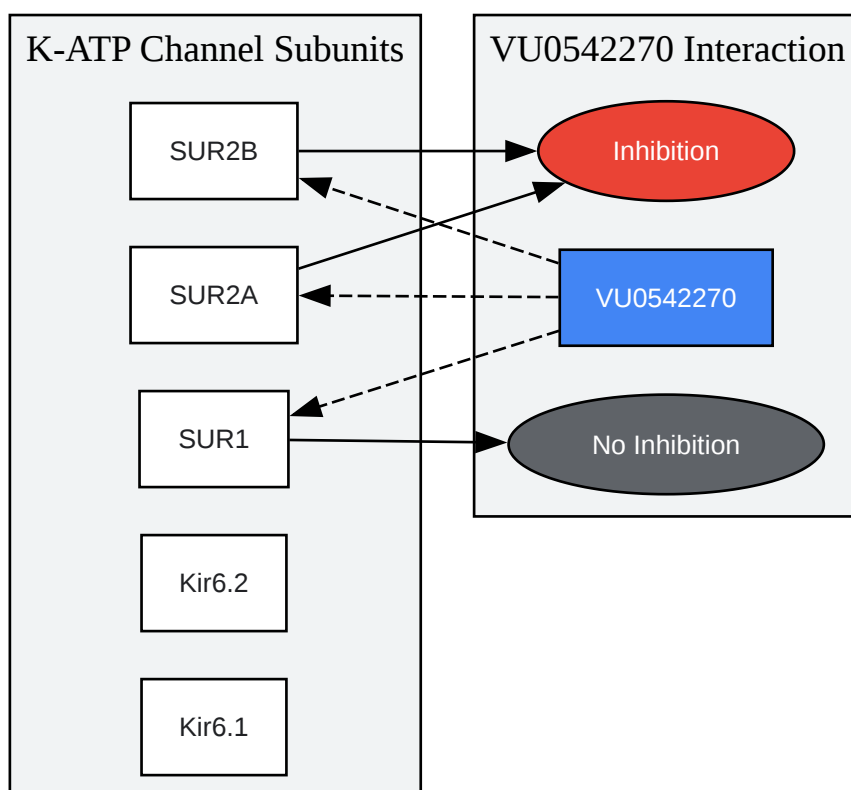 K-ATP Channel Subunits
SUR2B
SUR2A
SUR1
Kir6.2
Kir6.1
VU0542270 Interaction
Inhibition
VU0542270
No Inhibition